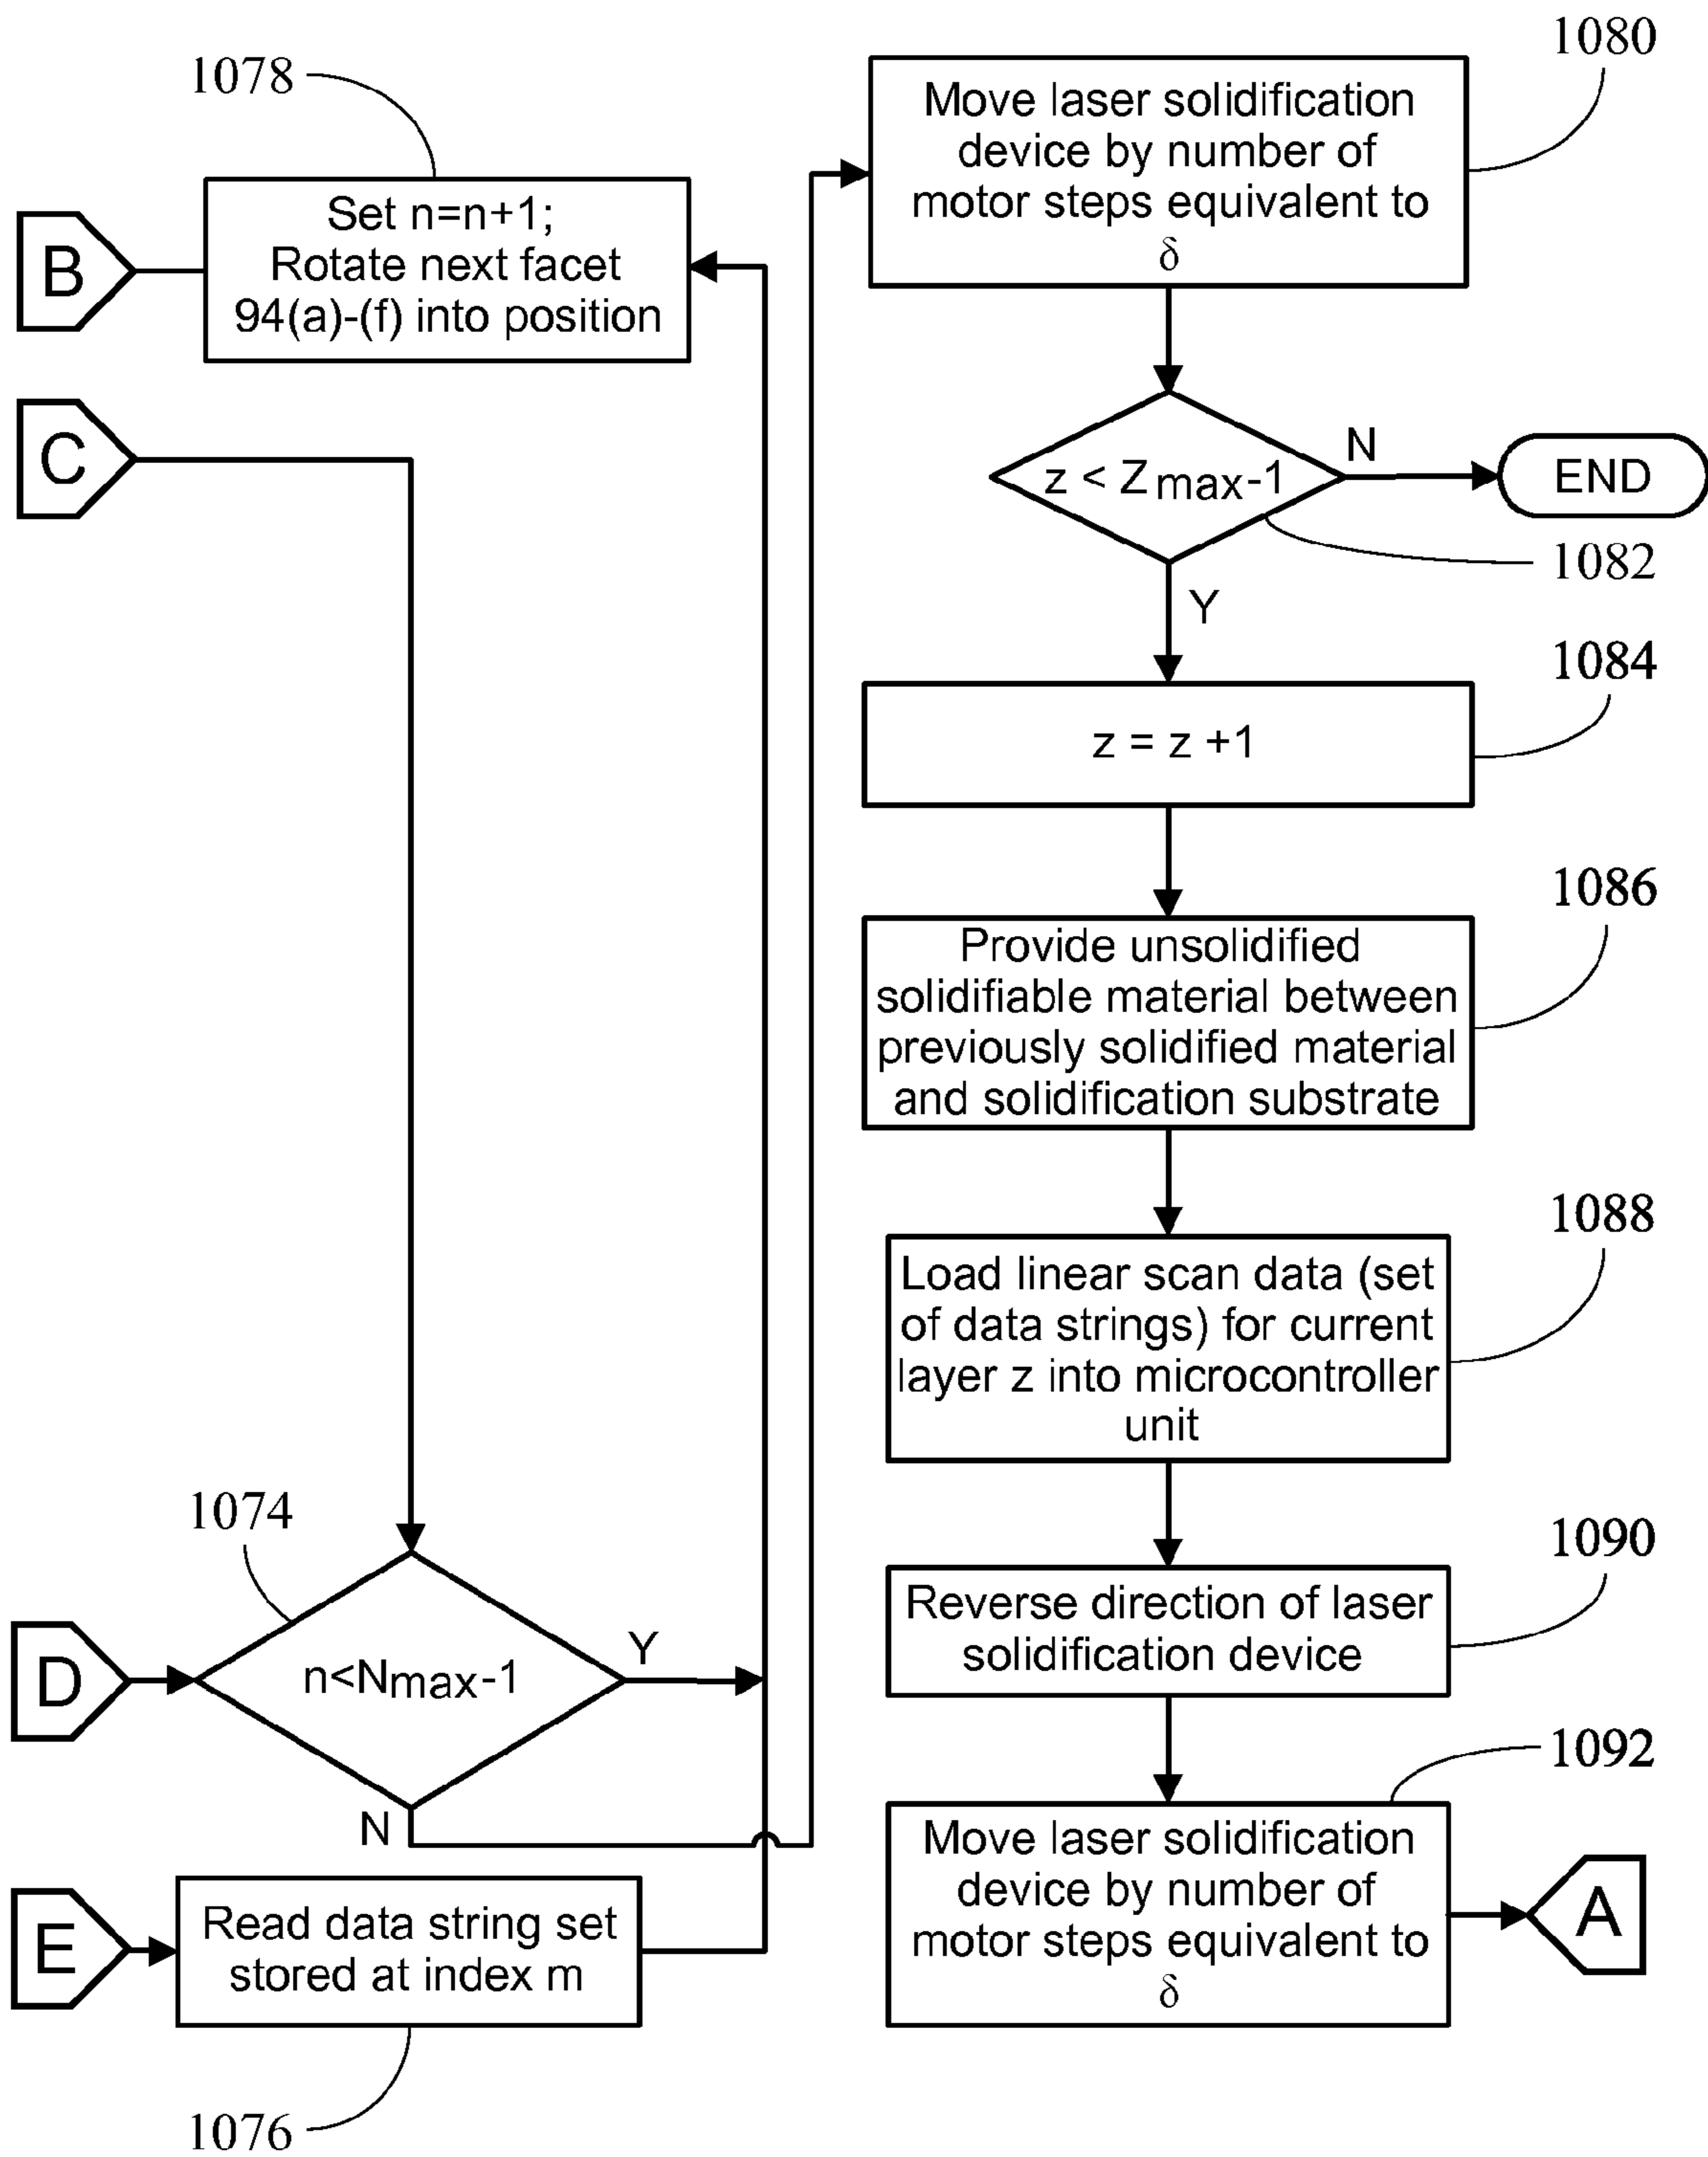 1078
B
Set n=n+1;
Rotate next facet
94(a)-(f) into position
C
1074
D
n<Nmax-1
Y
N
E
Read data string set
stored at index m
1076
1080
Move laser solidification
device by number of
motor steps equivalent to
δ
z < Zmax-1
N
END
1082
Y
1084
z = z +1
1086
Provide unsolidified
solidifiable material between
previously solidified material
and solidification substrate
1088
Load linear scan data (set
of data strings) for current
layer z into microcontroller
unit
1090
Reverse direction of laser
solidification device
1092
Move laser solidification
device by number of
motor steps equivalent to
δ
A